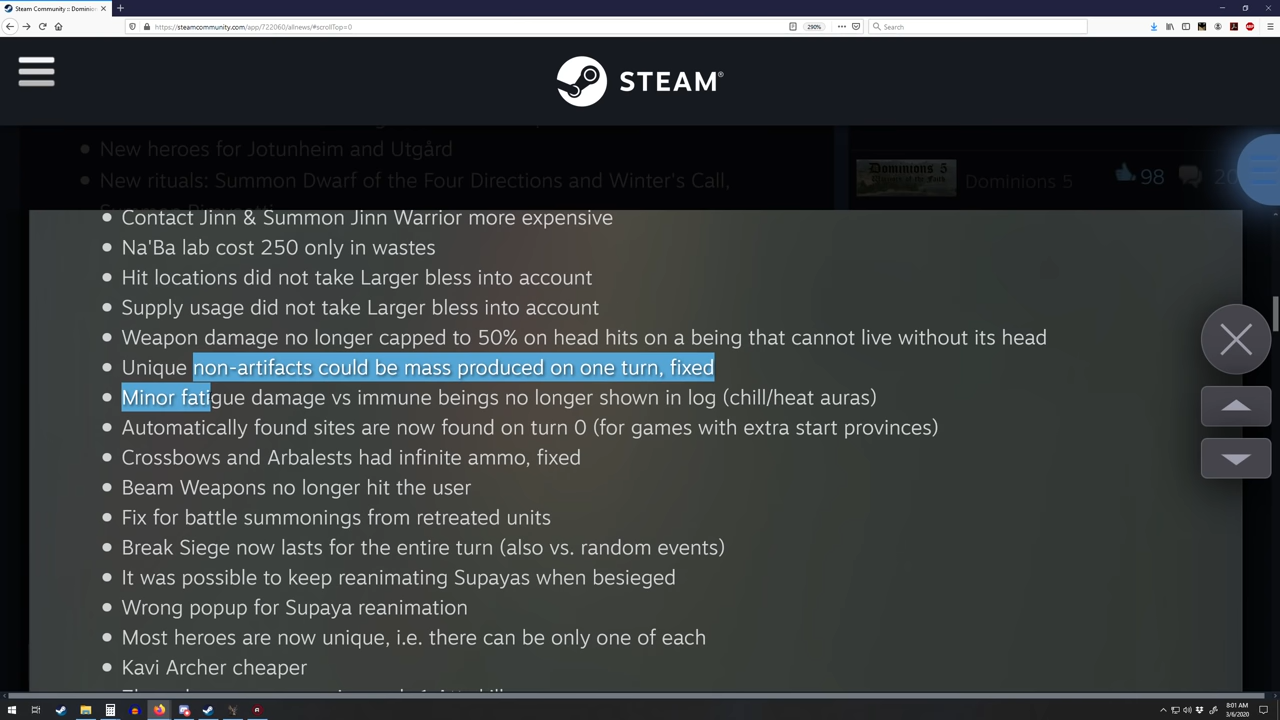 Steam Community :: Dominio
https://steamcommunity.com/app/722060/allnews/#scrollTop=0
290%
Search
STEAM®
New heroes for Jotunheim and Utgård
New rituals: Summon Dwarf of the Four Directions and Winter's Call,
Dominions 5
98
20
Contact Jinn & Summon Jinn Warrior more expensive
Na'Ba lab cost 250 only in wastes
Hit locations did not take Larger bless into account
Supply usage did not take Larger bless into account
Weapon damage no longer capped to 50% on head hits on a being that cannot live without its head
Unique non-artifacts could be mass produced on one turn, fixed
Minor fatigue damage vs immune beings no longer shown in log (chill/heat auras)
Automatically found sites are now found on turn 0 (for games with extra start provinces)
Crossbows and Arbalests had infinite ammo, fixed
Beam Weapons no longer hit the user
Fix for battle summonings from retreated units
Break Siege now lasts for the entire turn (also vs. random events)
It was possible to keep reanimating Supayas when besieged
Wrong popup for Supaya reanimation
Most heroes are now unique, i.e. there can be only one of each
Kavi Archer cheaper
8:01 AM
3/6/2020